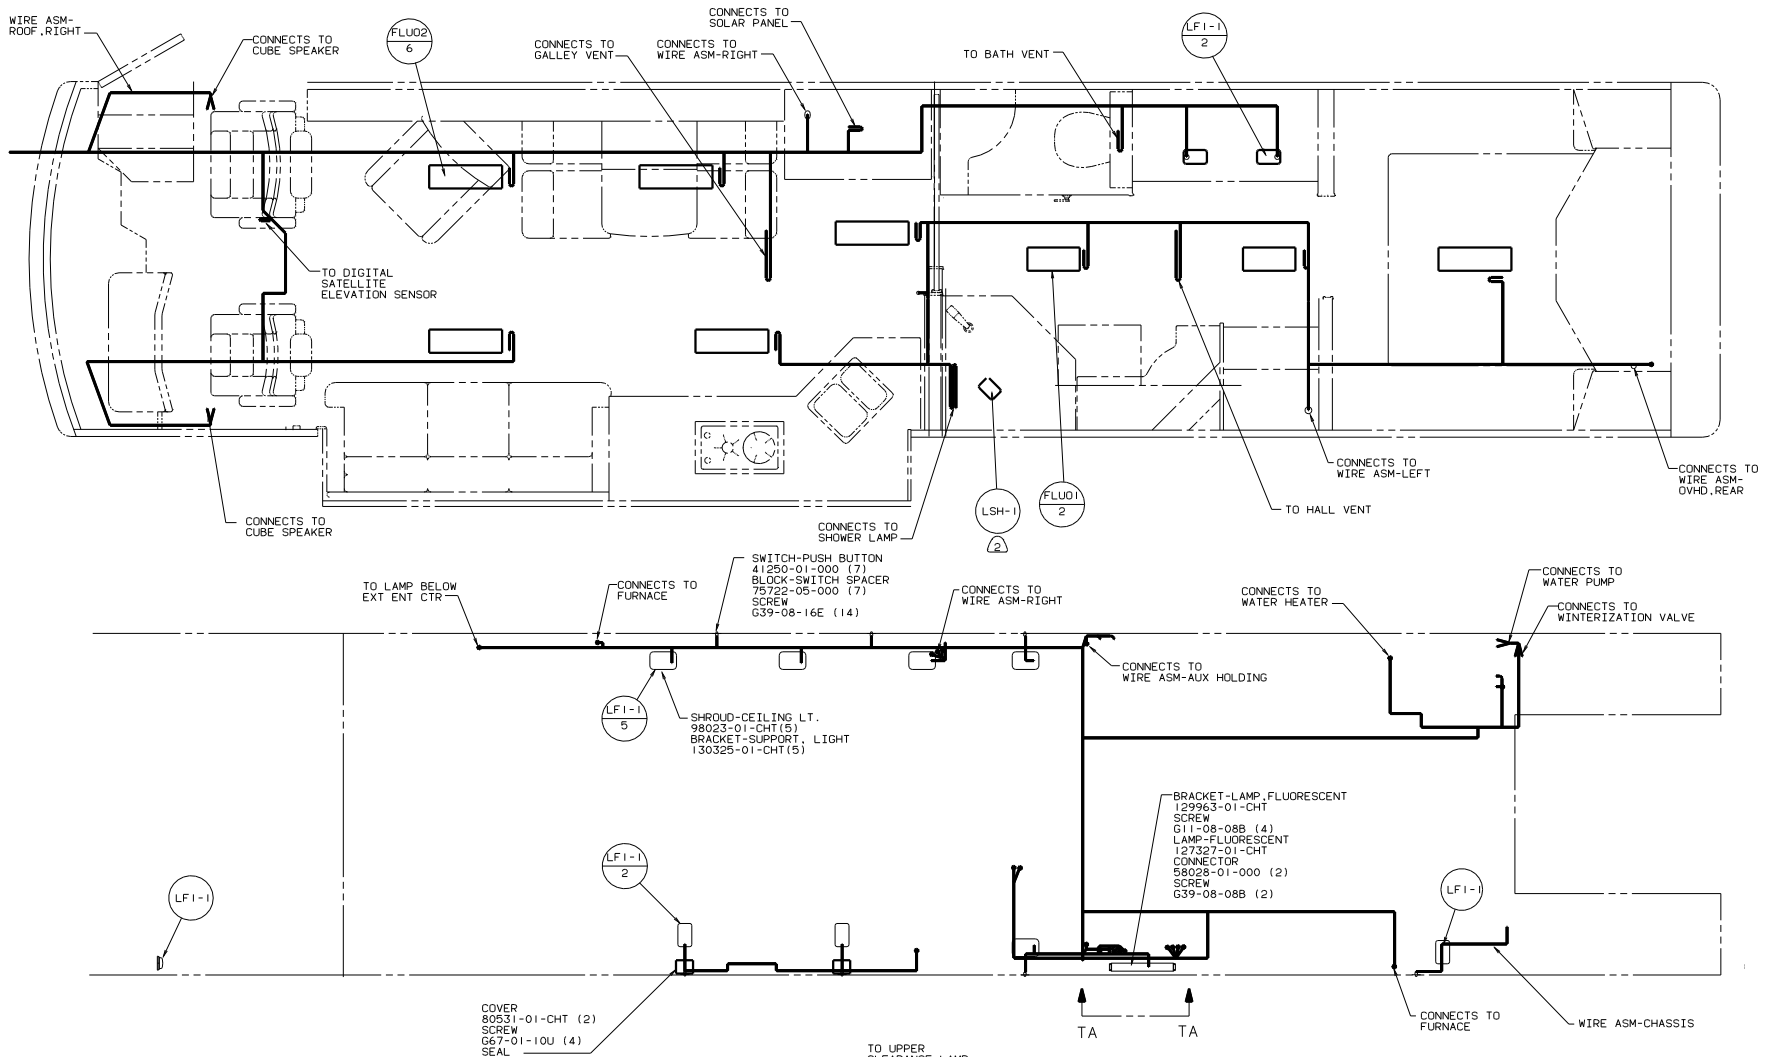 WIRE ASM-
ROOF,RIGHT
CONNECTS TO
CUBE SPEAKER
FLU02
6
CONNECTS TO
GALLEY VENT
CONNECTS TO
WIRE ASM-RIGHT
CONNECTS TO
SOLAR PANEL
TO BATH VENT
LF1-1
2
TO DIGITAL
SATELLITE
ELEVATION SENSOR
CONNECTS TO
CUBE SPEAKER
CONNECTS TO
SHOWER LAMP
LSH-1
2
FLU01
2
TO HALL VENT
CONNECTS TO
WIRE ASM-LEFT
CONNECTS TO
WIRE ASM-
OVHD,REAR
TO LAMP BELOW
EXT ENT CTR
CONNECTS TO
FURNACE
SWITCH-PUSH BUTTON
41250-01-000 (7)
BLOCK-SWITCH SPACER
75722-05-000 (7)
SCREW
G39-08-16E (14)
CONNECTS TO
WIRE ASM-RIGHT
CONNECTS TO
WATER HEATER
CONNECTS TO
WATER PUMP
CONNECTS TO
WINTERIZATION VALVE
CONNECTS TO
WIRE ASM-AUX HOLDING
LF1-1
5
SHROUD-CEILING LT.
98023-01-CHT(5)
BRACKET-SUPPORT, LIGHT
130325-01-CHT(5)
BRACKET-LAMP,FLUORESCENT
129963-01-CHT
SCREW
G11-08-08B (4)
LAMP-FLUORESCENT
127327-01-CHT
CONNECTOR
58028-01-000 (2)
SCREW
G39-08-08B (2)
LF1-1
LF1-1
2
LF1-1
COVER
80531-01-CHT (2)
SCREW
G67-01-10U (4)
SEAL
TA
TA
CONNECTS TO
FURNACE
WIRE ASM-CHASSIS
TO UPPER
CLEARANCE LAMP